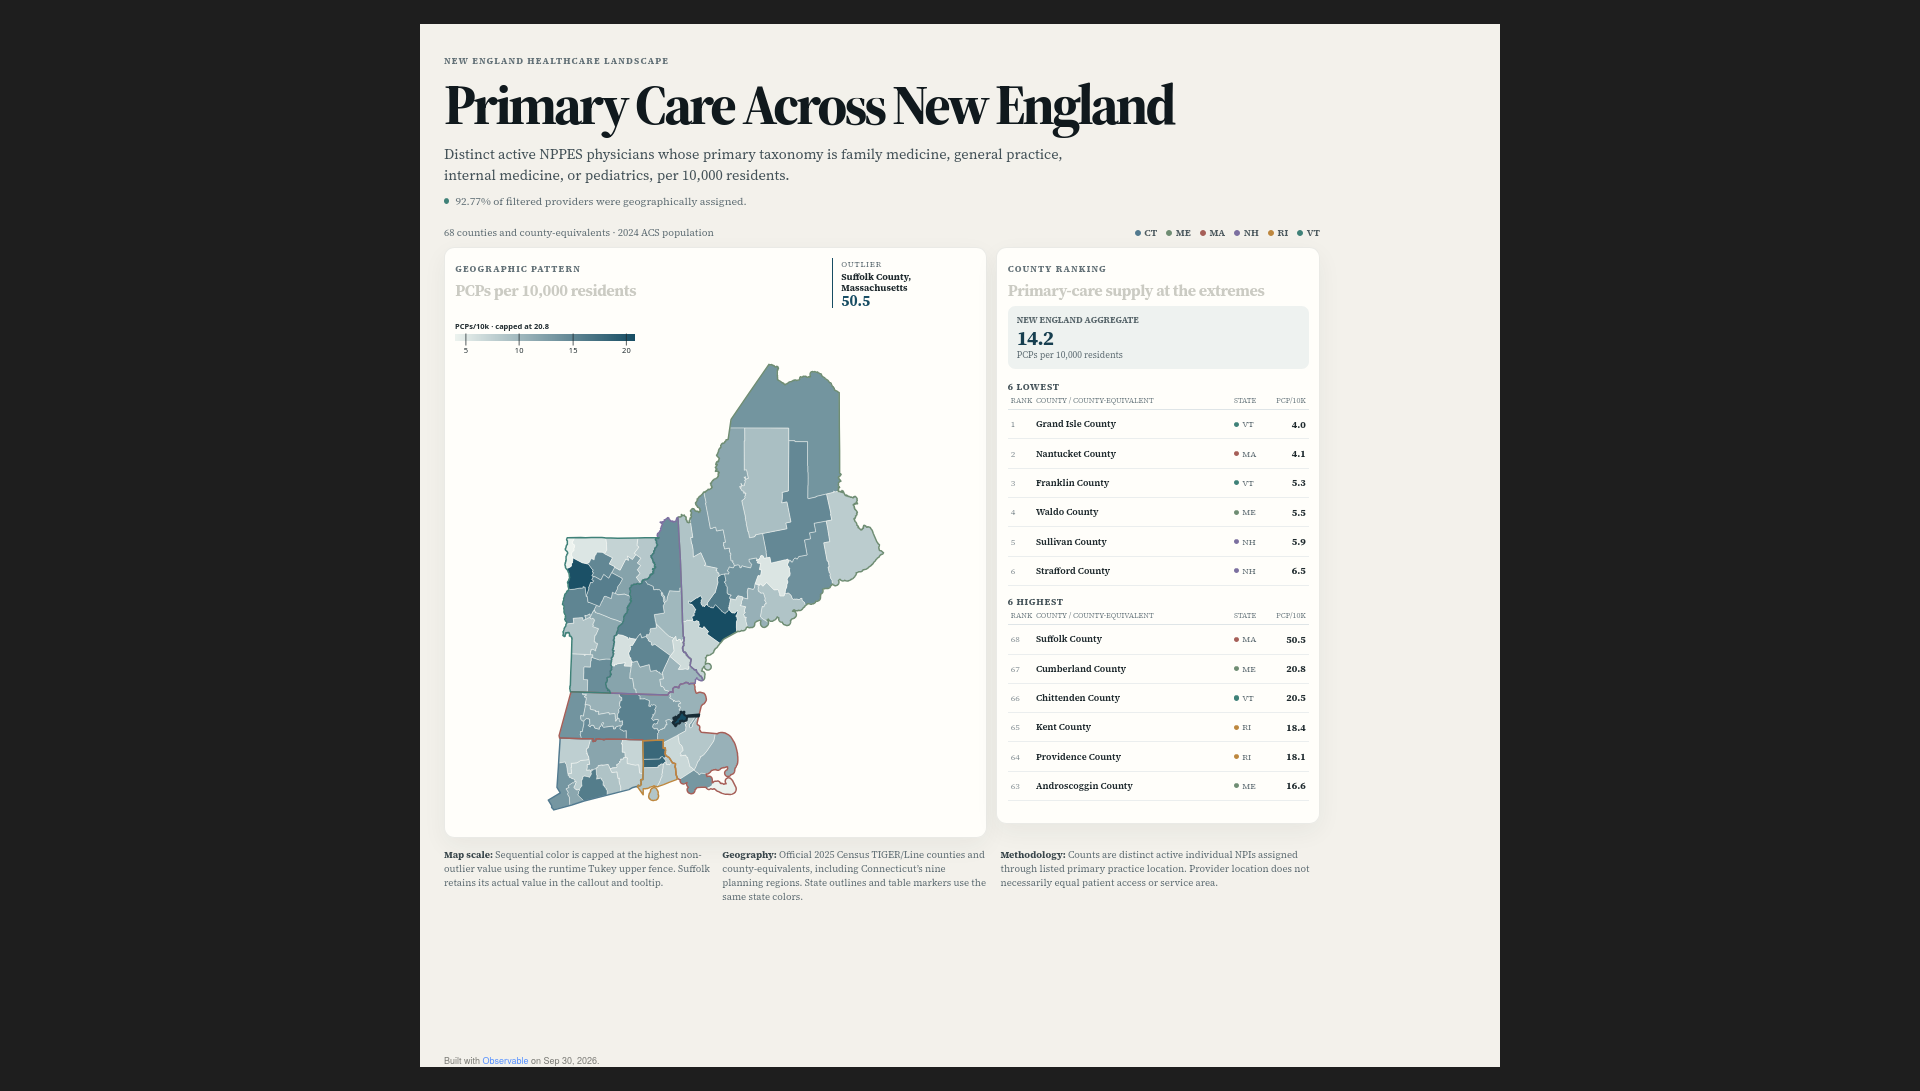 NEW ENGLAND HEALTHCARE LANDSCAPE
Primary Care Across New England
Distinct active NPPES physicians whose primary taxonomy is family medicine, general practice,
internal medicine, or pediatrics, per 10,000 residents.
92.77% of filtered providers were geographically assigned.
68 counties and county-equivalents · 2024 ACS population
CT ME MA NH RI VT
GEOGRAPHIC PATTERN
PCPs per 10,000 residents
OUTLIER
Suffolk County,
Massachusetts
50.5
PCPs/10k · capped at 20.8
5 10 15 20
COUNTY RANKING
Primary-care supply at the extremes
NEW ENGLAND AGGREGATE
14.2
PCPs per 10,000 residents
6 LOWEST
RANK COUNTY / COUNTY-EQUIVALENT STATE PCP/10K
1 Grand Isle County VT 4.0
2 Nantucket County MA 4.1
3 Franklin County VT 5.3
4 Waldo County ME 5.5
5 Sullivan County NH 5.9
6 Strafford County NH 6.5
6 HIGHEST
RANK COUNTY / COUNTY-EQUIVALENT STATE PCP/10K
68 Suffolk County MA 50.5
67 Cumberland County ME 20.8
66 Chittenden County VT 20.5
65 Kent County RI 18.4
64 Providence County RI 18.1
63 Androscoggin County ME 16.6
Map scale: Sequential color is capped at the highest non-
outlier value using the runtime Tukey upper fence. Suffolk
retains its actual value in the callout and tooltip.
Geography: Official 2025 Census TIGER/Line counties and
county-equivalents, including Connecticut's nine
planning regions. State outlines and table markers use the
same state colors.
Methodology: Counts are distinct active individual NPIs assigned
through listed primary practice location. Provider location does not
necessarily equal patient access or service area.
Built with Observable on Sep 30, 2026.